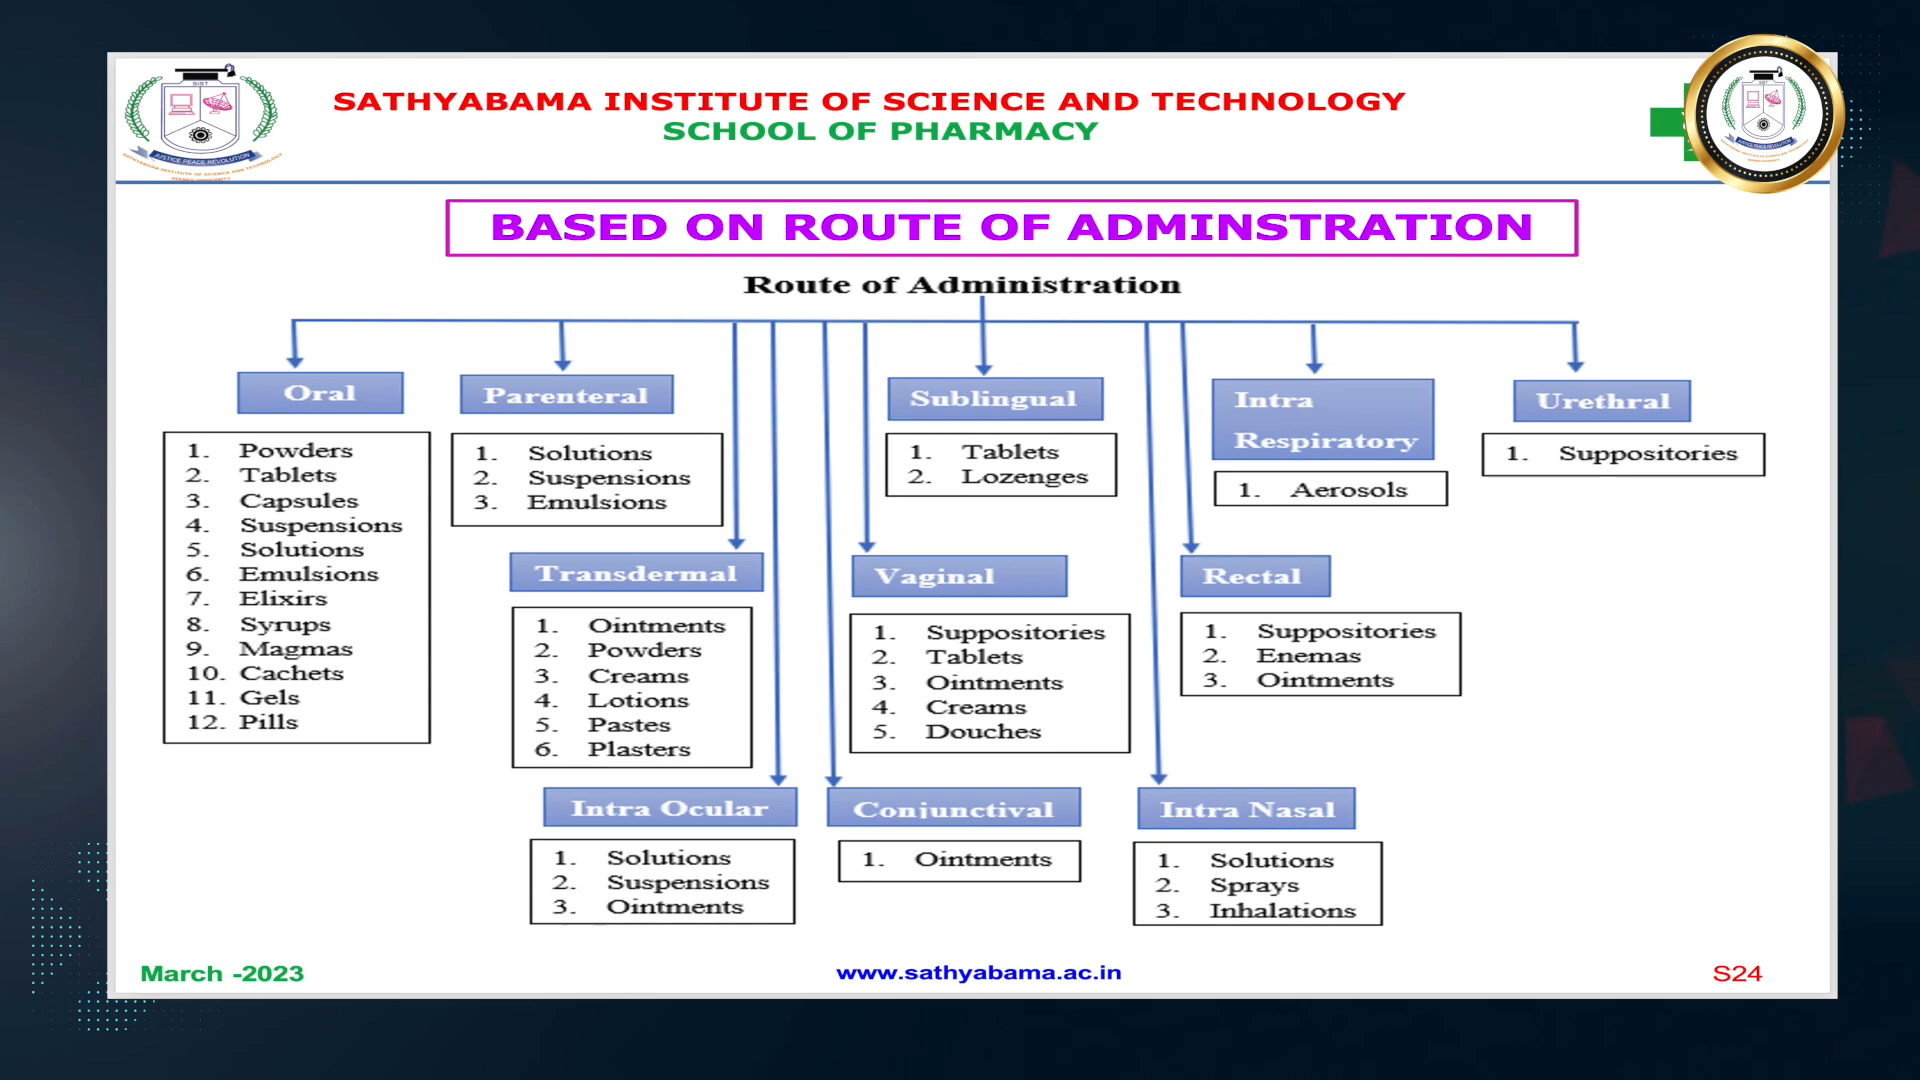 SIST
JUSTICE PEACE REVOLUTION
SATHYABAMA INSTITUTE OF SCIENCE AND TECHNOLOGY
SCHOOL OF PHARMACY
BASED ON ROUTE OF ADMINSTRATION
Route of Administration
Oral
1. Powders
2. Tablets
3. Capsules
4. Suspensions
5. Solutions
6. Emulsions
7. Elixirs
8. Syrups
9. Magmas
10. Cachets
11. Gels
12. Pills
Parenteral
1. Solutions
2. Suspensions
3. Emulsions
Sublingual
1. Tablets
2. Lozenges
Intra
Respiratory
1. Aerosols
Urethral
1. Suppositories
Transdermal
1. Ointments
2. Powders
3. Creams
4. Lotions
5. Pastes
6. Plasters
Vaginal
1. Suppositories
2. Tablets
3. Ointments
4. Creams
5. Douches
Rectal
1. Suppositories
2. Enemas
3. Ointments
Intra Ocular
1. Solutions
2. Suspensions
3. Ointments
Conjunctival
1. Ointments
Intra Nasal
1. Solutions
2. Sprays
3. Inhalations
March -2023
www.sathyabama.ac.in
S24